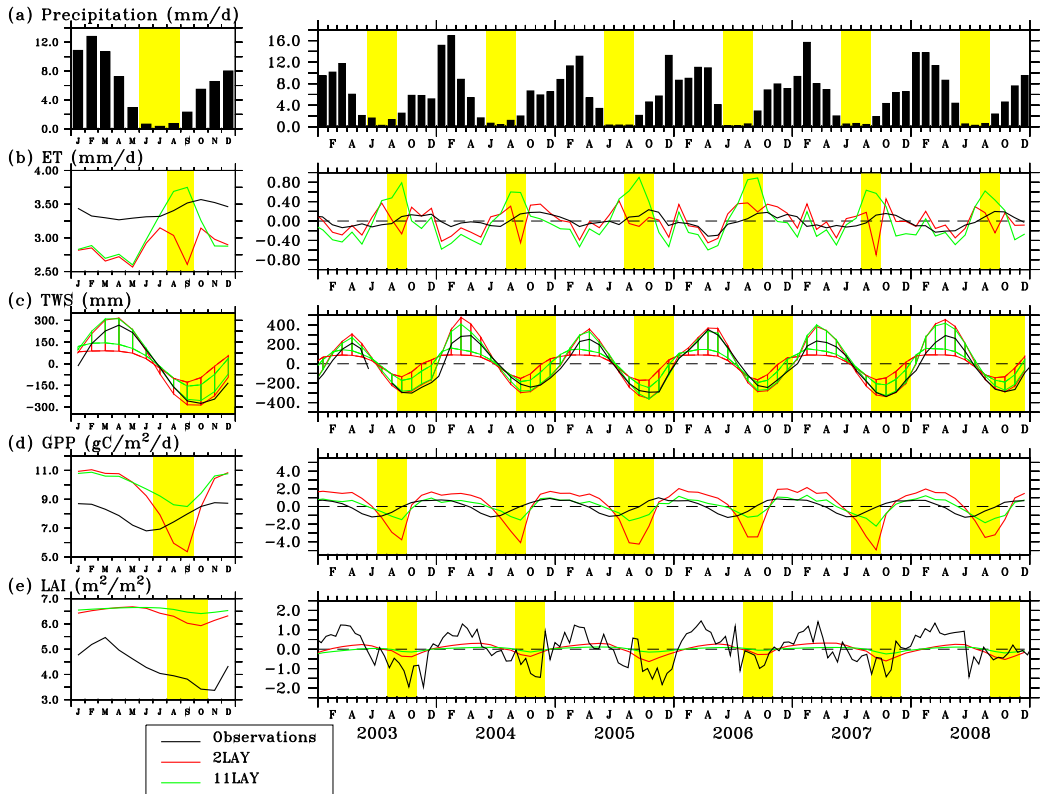 (a) Precipitation (mm/d)
12.0
8.0
4.0
0.0
J F M A M J J A S O N D
16.0
12.0
8.0
4.0
0.0
F A J A O D F A J A O D F A J A O D F A J A O D F A J A O D F A J A O D
(b) ET (mm/d)
4.00
3.50
3.00
2.50
J F M A M J J A S O N D
0.80
0.40
0.00
-0.40
-0.80
F A J A O D F A J A O D F A J A O D F A J A O D F A J A O D F A J A O D
(c) TWS (mm)
300.
150.
0.
-150.
-300.
J F M A M J J A S O N D
400.
200.
0.
-200.
-400.
F A J A O D F A J A O D F A J A O D F A J A O D F A J A O D F A J A O D
(d) GPP (gC/m²/d)
11.0
9.0
7.0
5.0
J F M A M J J A S O N D
4.0
2.0
0.0
-2.0
-4.0
F A J A O D F A J A O D F A J A O D F A J A O D F A J A O D F A J A O D
(e) LAI (m²/m²)
7.0
6.0
5.0
4.0
3.0
J F M A M J J A S O N D
2.0
1.0
0.0
-1.0
-2.0
F A J A O D F A J A O D F A J A O D F A J A O D F A J A O D F A J A O D
2003 2004 2005 2006 2007 2008
Observations
2LAY
11LAY